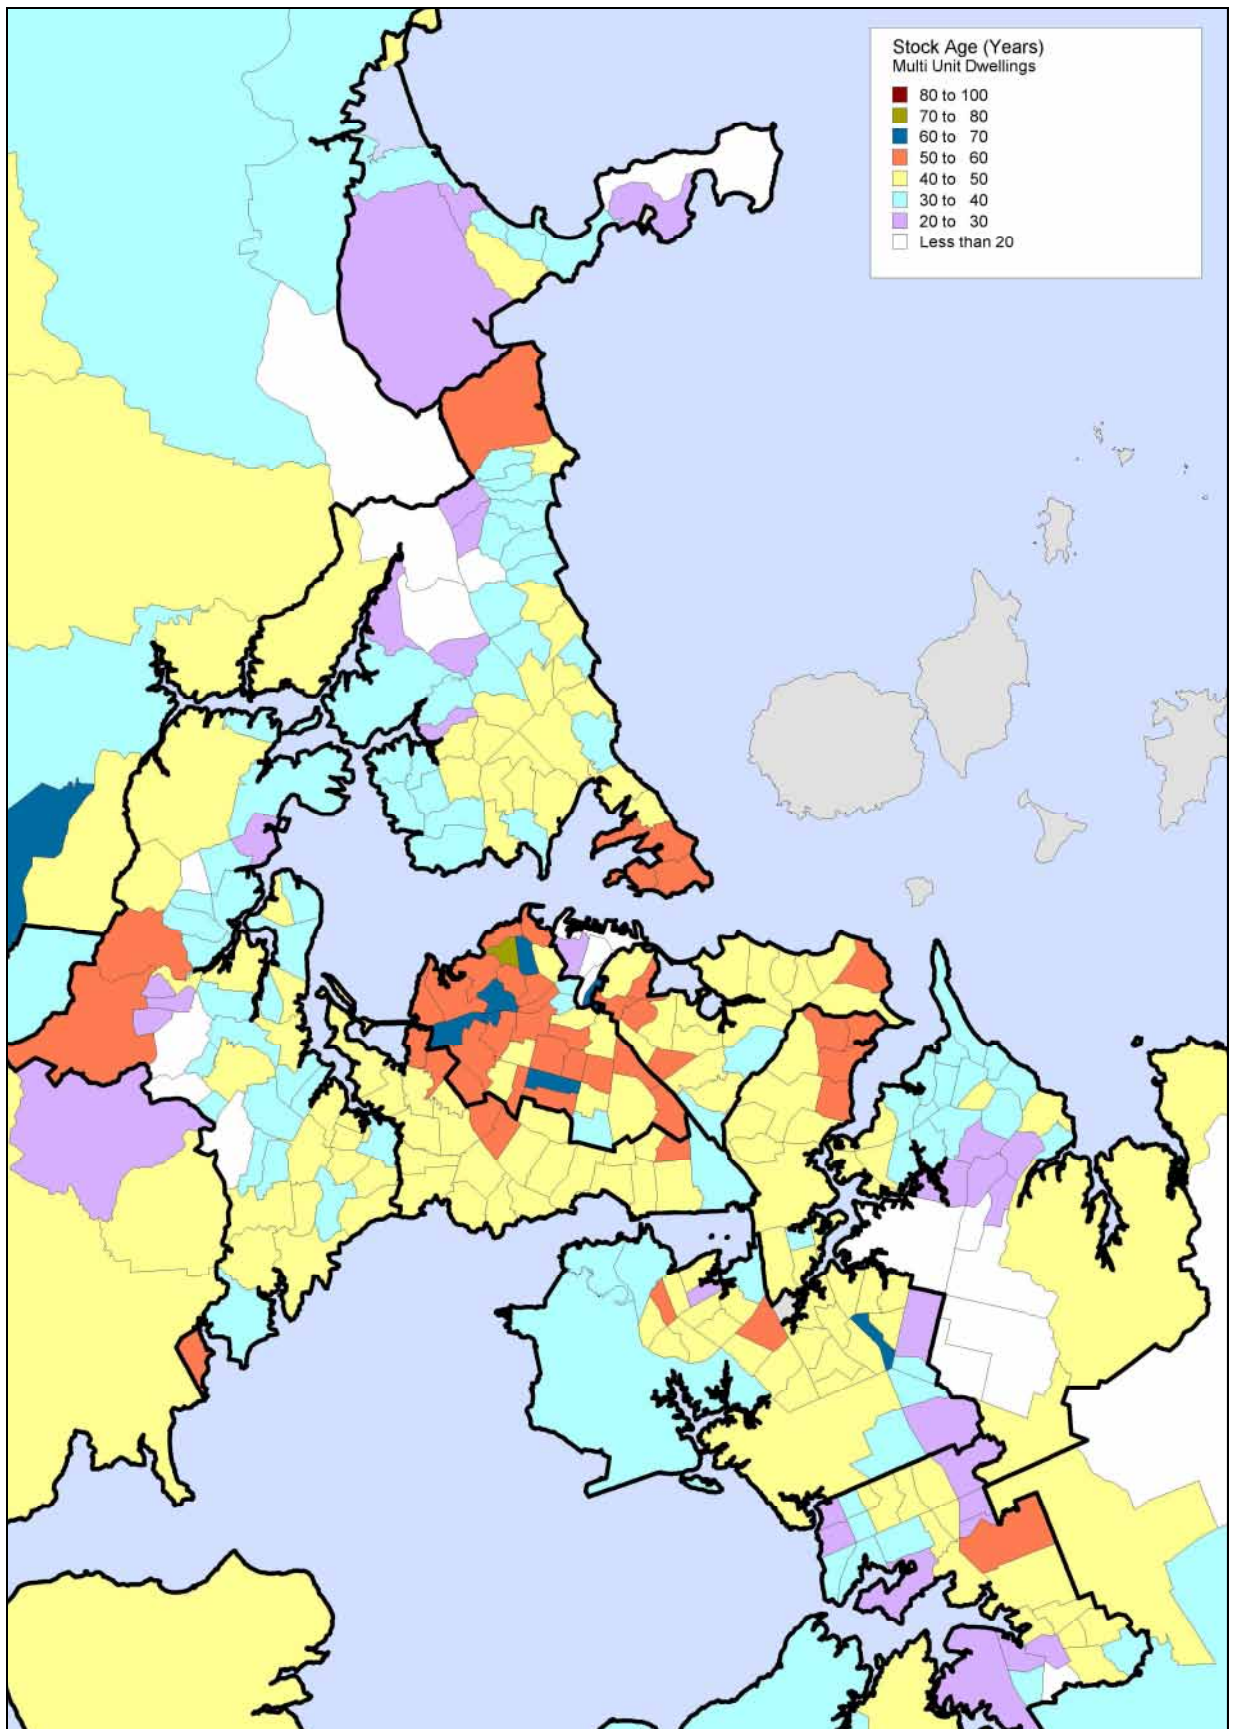 Stock Age (Years)
Multi Unit Dwellings
80 to 100
70 to 80
60 to 70
50 to 60
40 to 50
30 to 40
20 to 30
Less than 20